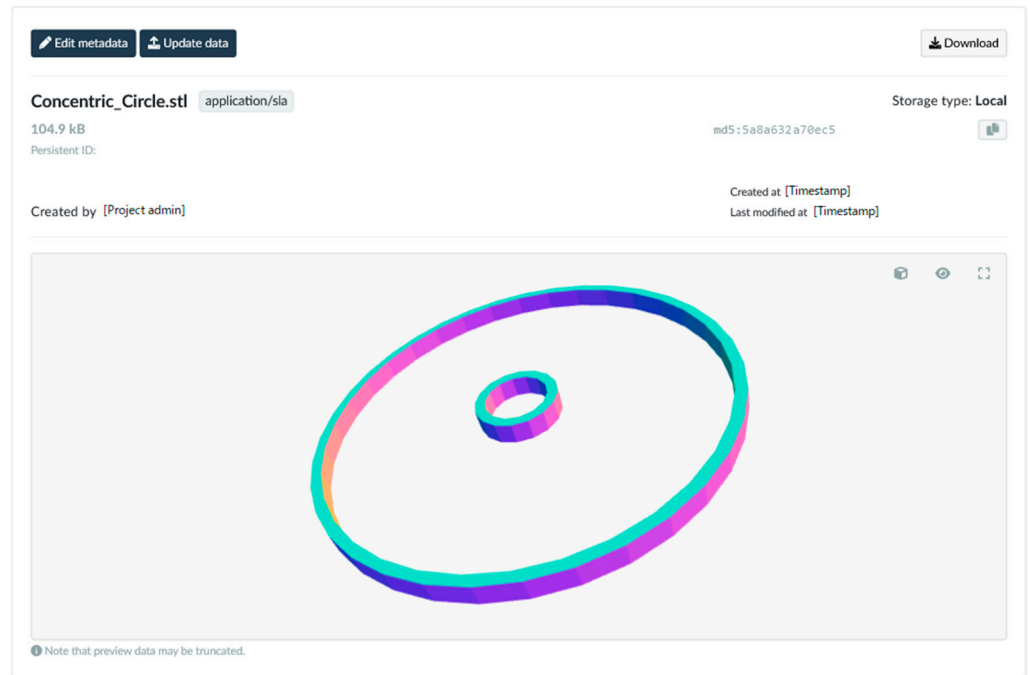 Edit metadata Update data Download
Concentric_Circle.stl application/sla Storage type: Local
104.9 kB md5:5a8a632a70ec5
Persistent ID:
Created at [Timestamp]
Created by [Project admin]
Last modified at [Timestamp]
Note that preview data may be truncated.